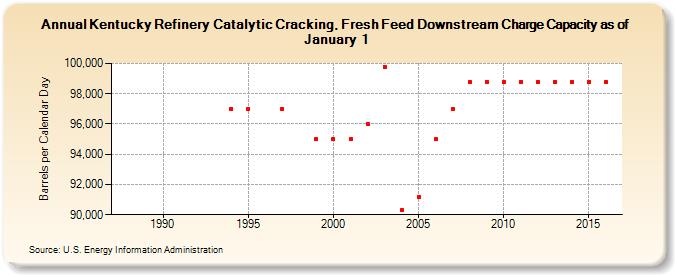 Annual Kentucky Refinery Catalytic Cracking, Fresh Feed Downstream Charge Capacity as of
January 1
Barrels per Calendar Day
100,000
98,000
96,000
94,000
92,000
90,000
1990 1995 2000 2005 2010 2015
Source: U.S. Energy Information Administration